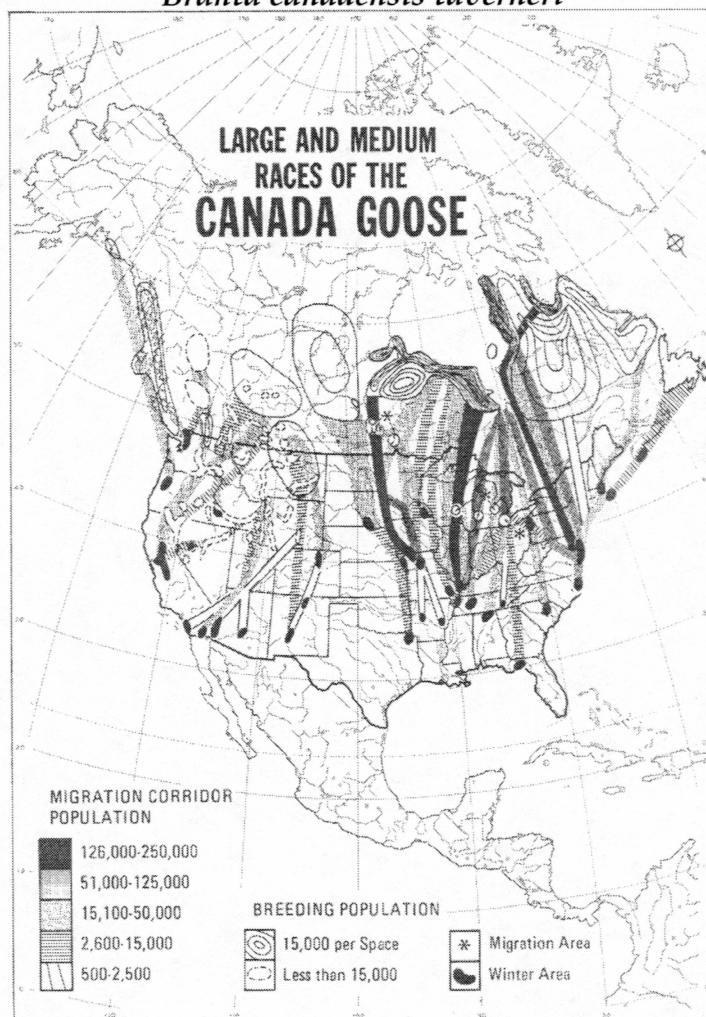 Branta canadensis taverneri
LARGE AND MEDIUM
RACES OF THE
CANADA GOOSE
MIGRATION CORRIDOR
POPULATION
126,000-250,000
51,000-125,000
15,100-50,000
2,600-15,000
500-2,500
BREEDING POPULATION
15,000 per Space
Less than 15,000
Migration Area
Winter Area